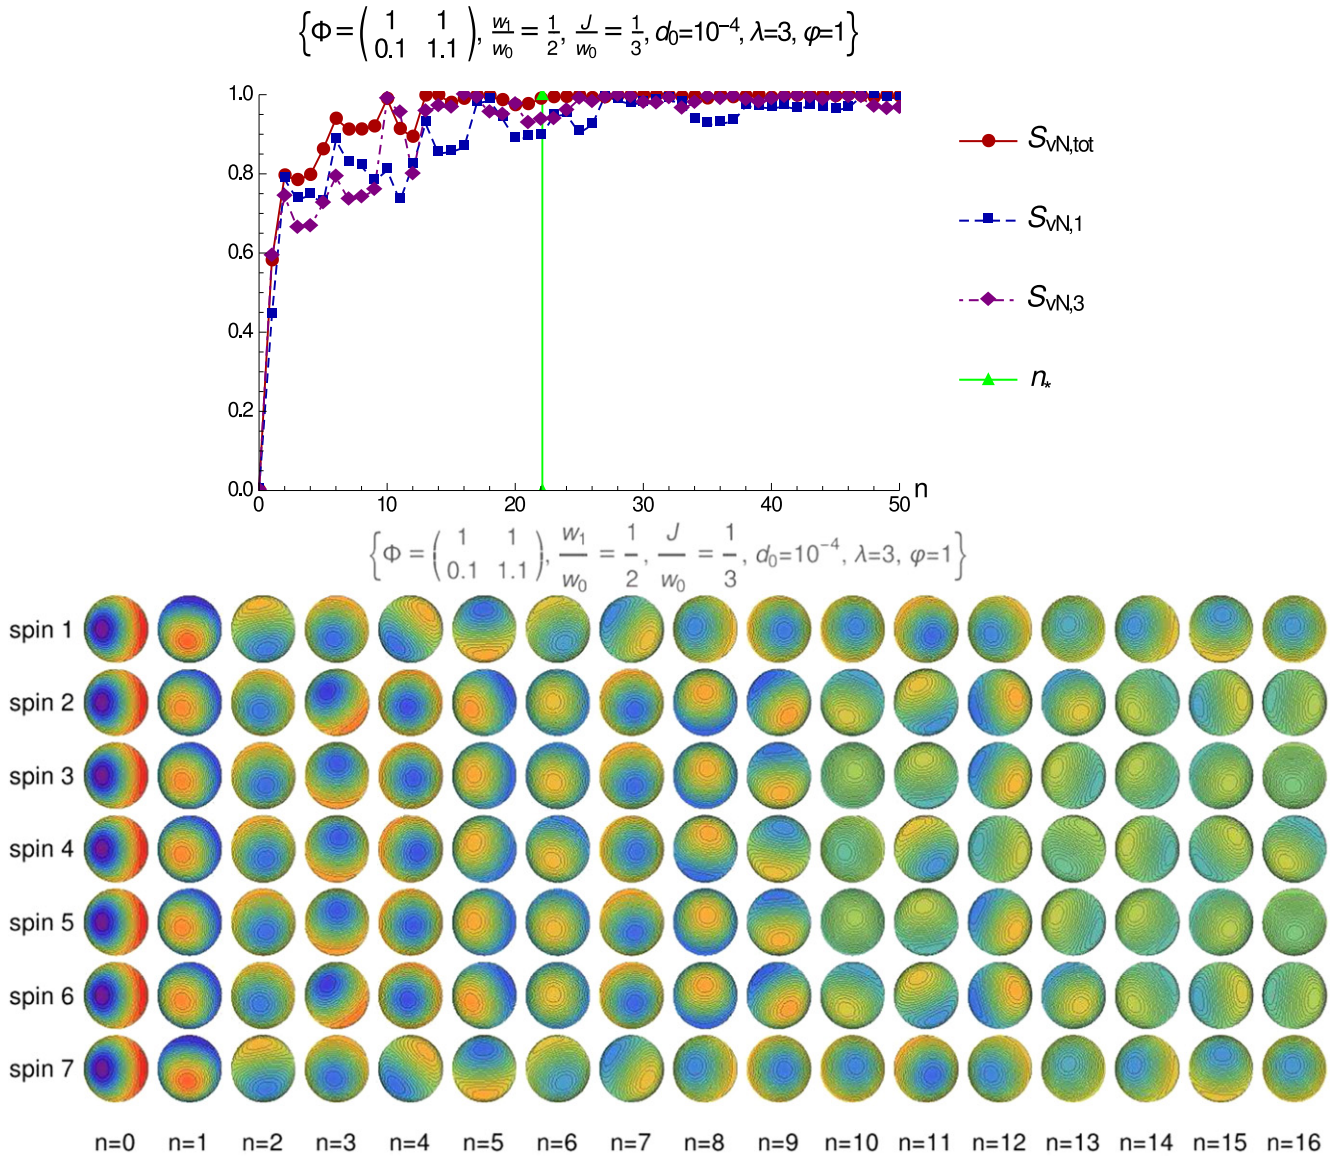 {Φ = ( 1 1 0.1 1.1 ), w₁/w₀ = 1/2, J/w₀ = 1/3, d₀=10⁻⁴, λ=3, φ=1}
1.0
0.8
0.6
0.4
0.2
0.0
0 10 20 30 40 50 n
S_vN,tot
S_vN,1
S_vN,3
n_*
{Φ = ( 1 1 0.1 1.1 ), w₁/w₀ = 1/2, J/w₀ = 1/3, d₀=10⁻⁴, λ=3, φ=1}
spin 1
spin 2
spin 3
spin 4
spin 5
spin 6
spin 7
n=0 n=1 n=2 n=3 n=4 n=5 n=6 n=7 n=8 n=9 n=10 n=11 n=12 n=13 n=14 n=15 n=16